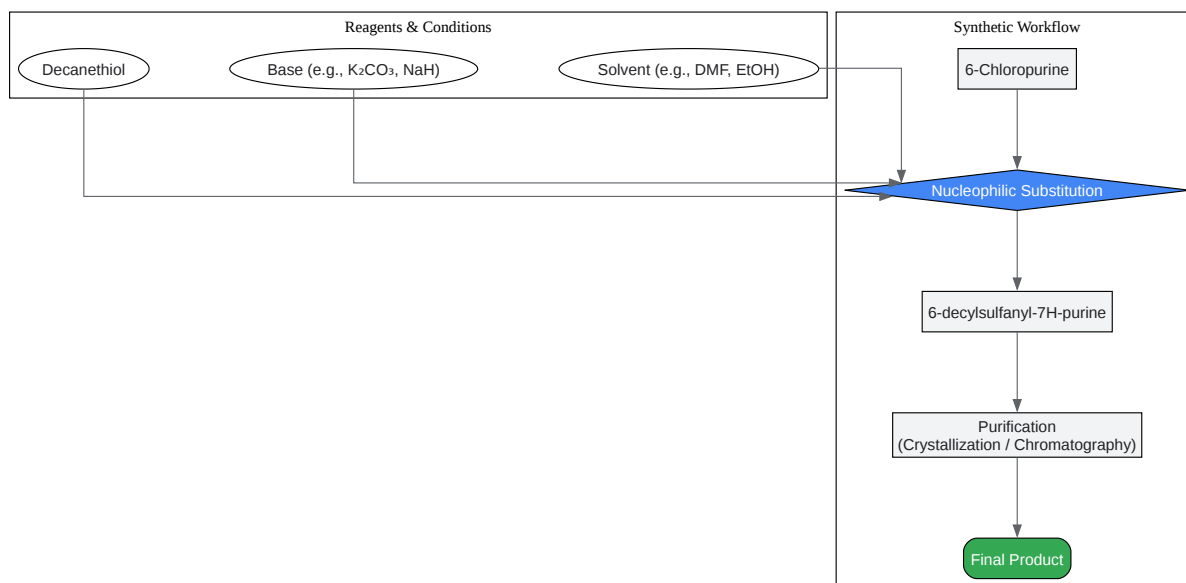 Reagents & Conditions
Decanethiol
Base (e.g., K₂CO₃, NaH)
Solvent (e.g., DMF, EtOH)
Synthetic Workflow
6-Chloropurine
Nucleophilic Substitution
6-decylsulfanyl-7H-purine
Purification
(Crystallization / Chromatography)
Final Product